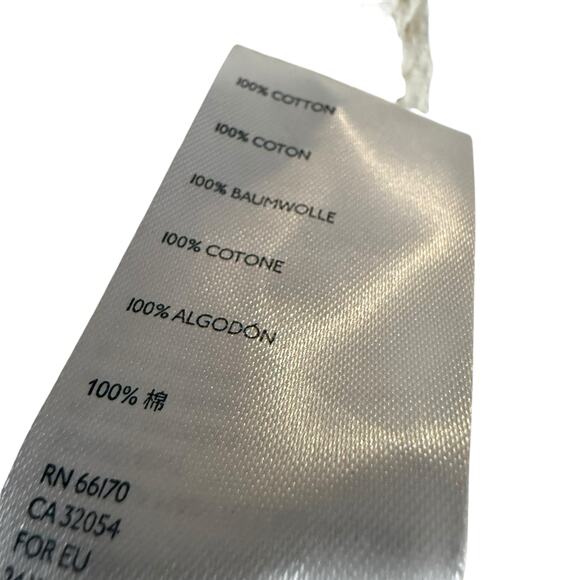 100% COTTON
100% COTON
100% BAUMWOLLE
100% COTONE
100% ALGODÓN
100% 棉
RN 66170
CA 32054
FOR EU